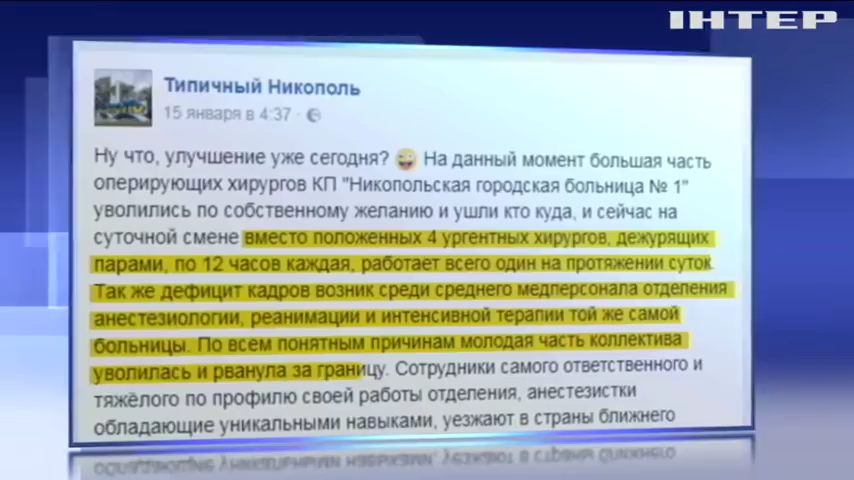 ІНТЕР
Типичный Никополь
15 января в 4:37 ·
Ну что, улучшение уже сегодня? 😜 На данный момент большая часть
оперирующих хирургов КП "Никопольская городская больница № 1"
уволились по собственному желанию и ушли кто куда, и сейчас на
суточной смене вместо положенных 4 ургентных хирургов, дежурящих
парами, по 12 часов каждая, работает всего один на протяжении суток.
Так же дефицит кадров возник среди среднего медперсонала отделения
анестезиологии, реанимации и интенсивной терапии той же самой
больницы. По всем понятным причинам молодая часть коллектива
уволилась и рванула за границу. Сотрудники самого ответственного и
тяжёлого по профилю своей работы отделения, анестезистки
обладающие уникальными навыками, уезжают в страны ближнего